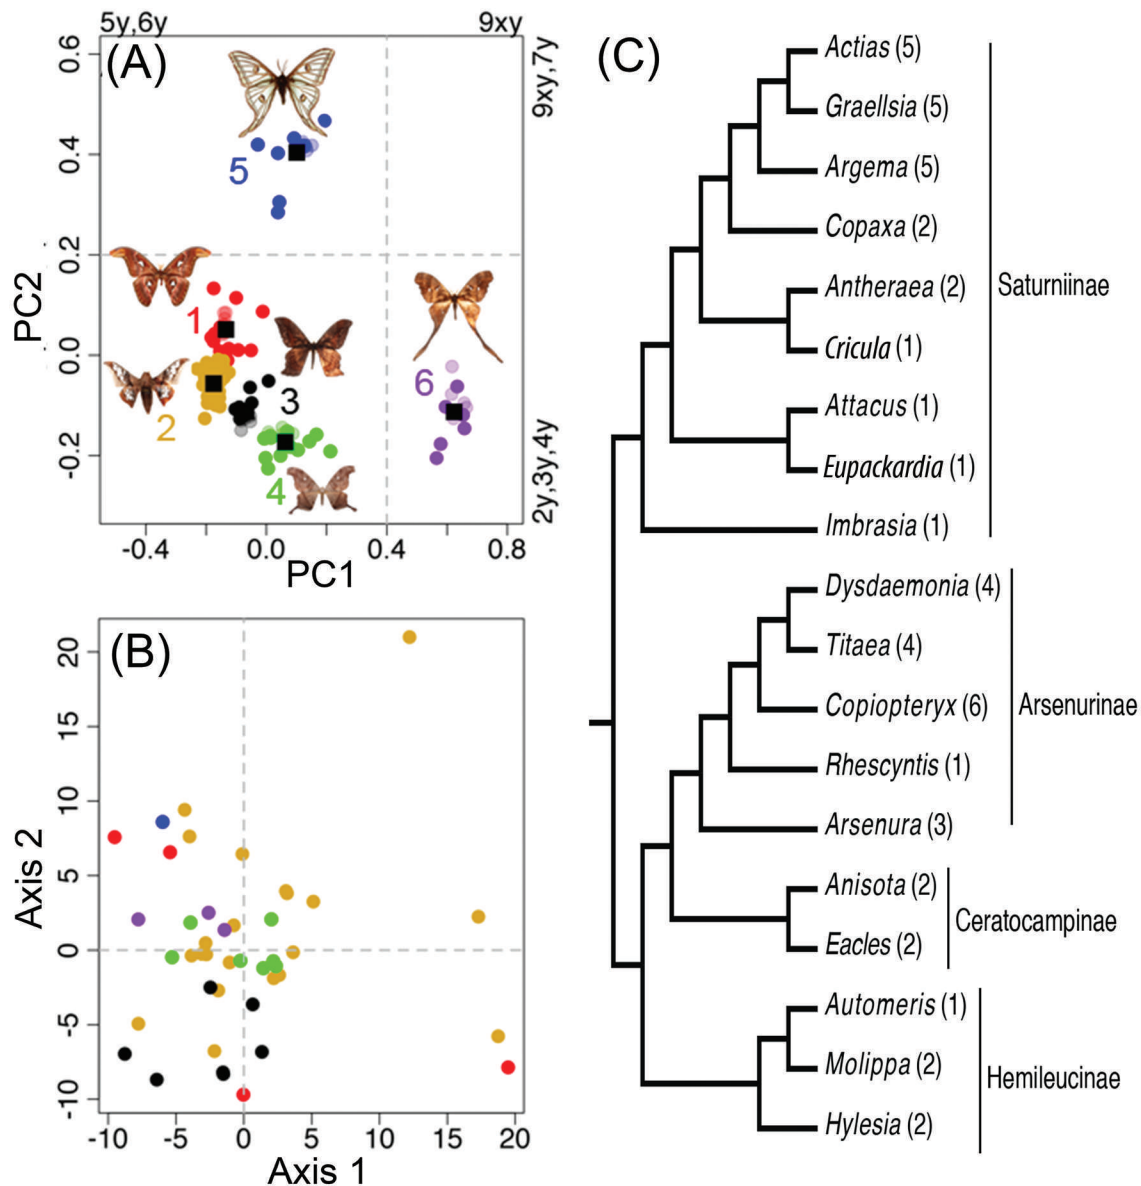 5y,6y
9xy
(A)
0.6
0.4
0.2
0.0
-0.2
PC2
9xy,7y
2y,3y,4y
5
1
2
3
4
6
-0.4
0.0
0.4
0.8
PC1
(B)
20
15
10
5
0
-5
-10
Axis 2
-10
-5
0
5
10
15
20
Axis 1
(C)
Actias (5)
Graellsia (5)
Argema (5)
Copaxa (2)
Antheraea (2)
Cricula (1)
Attacus (1)
Eupackardia (1)
Imbrasia (1)
Saturniinae
Dysdaemonia (4)
Titaea (4)
Copiopteryx (6)
Rhescyntis (1)
Arsenura (3)
Arsenurinae
Anisota (2)
Eacles (2)
Ceratocampinae
Automeris (1)
Molippa (2)
Hylesia (2)
Hemileucinae